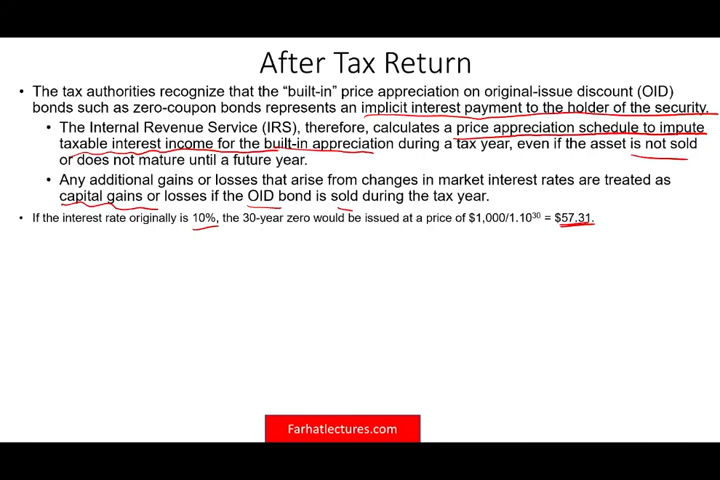 After Tax Return
• The tax authorities recognize that the “built-in” price appreciation on original-issue discount (OID)
bonds such as zero-coupon bonds represents an implicit interest payment to the holder of the security.
• The Internal Revenue Service (IRS), therefore, calculates a price appreciation schedule to impute
taxable interest income for the built-in appreciation during a tax year, even if the asset is not sold
or does not mature until a future year.
• Any additional gains or losses that arise from changes in market interest rates are treated as
capital gains or losses if the OID bond is sold during the tax year.
• If the interest rate originally is 10%, the 30-year zero would be issued at a price of $1,000/1.10³⁰ = $57.31.
Farhatlectures.com